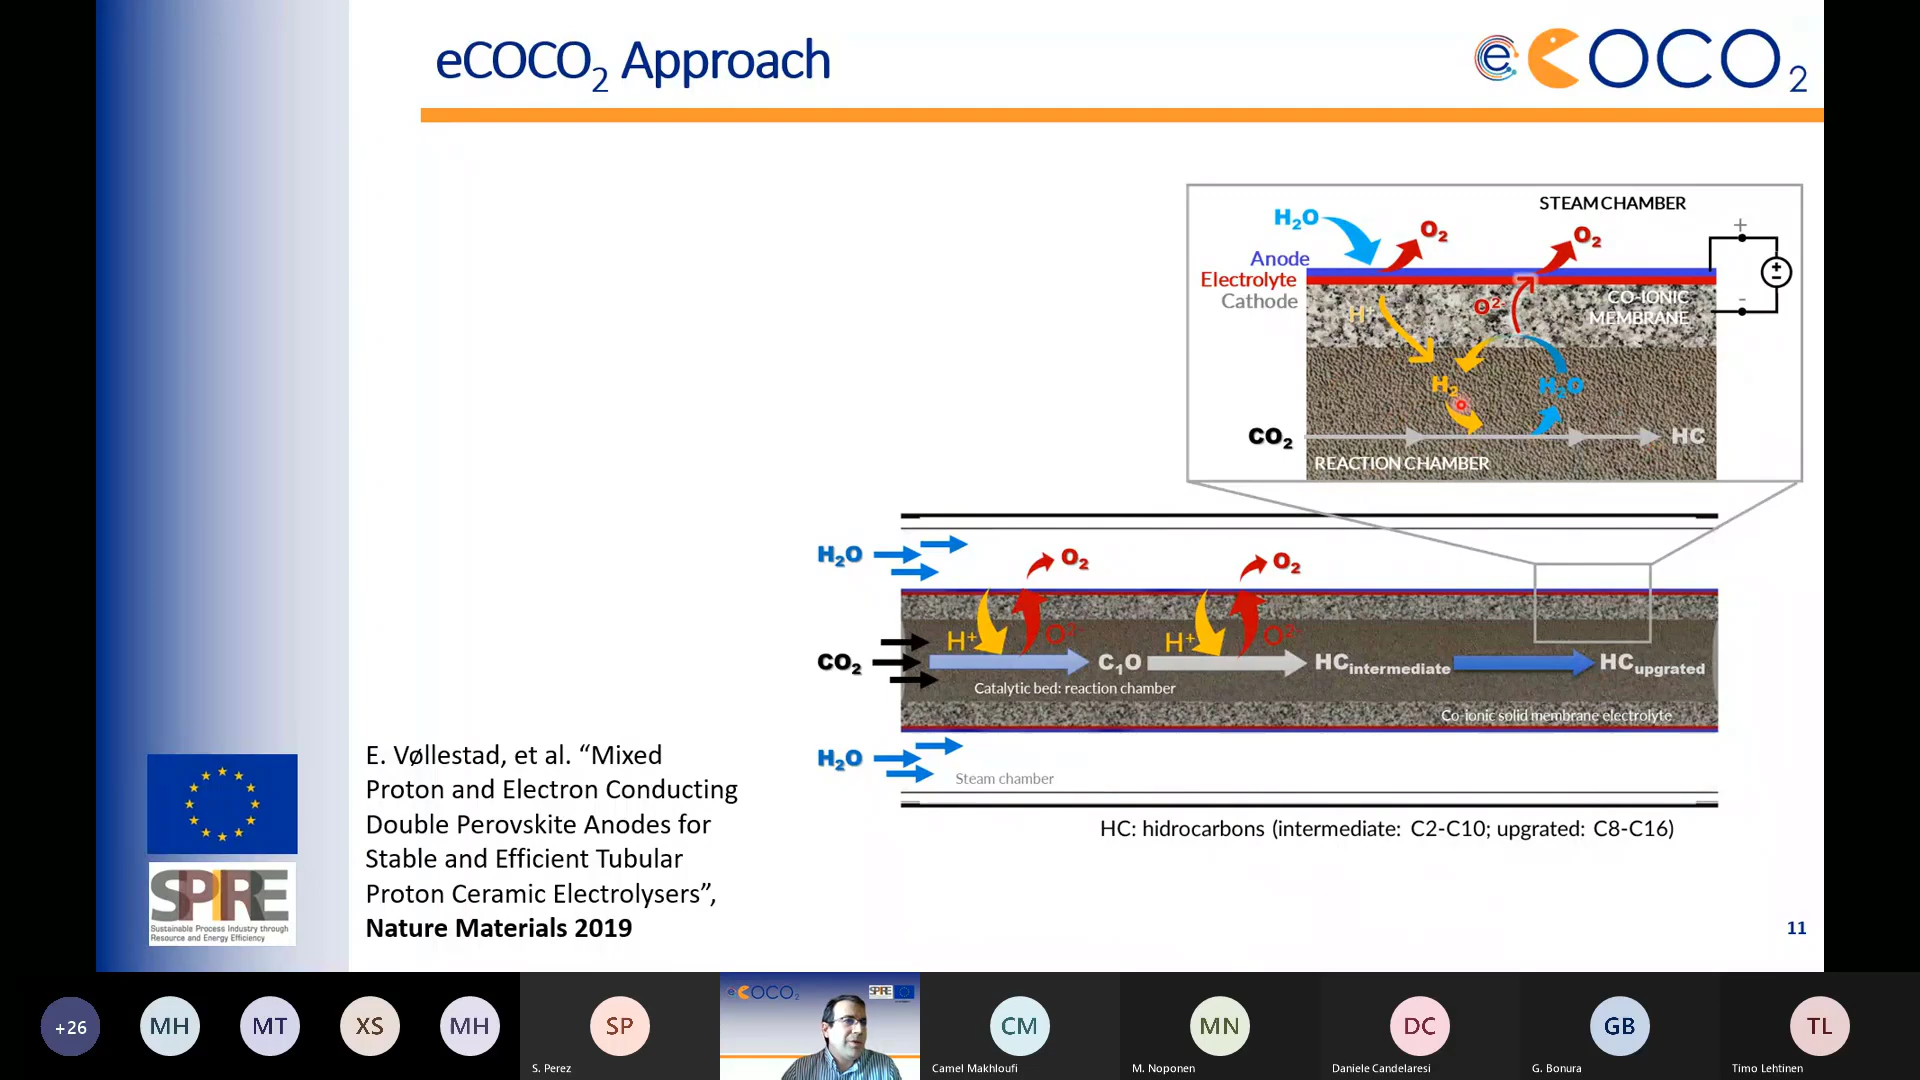 eCOCO₂ Approach
eCOCO₂
STEAM CHAMBER
H₂O
O₂
O₂
+
Anode
Electrolyte
Cathode
H⁺
O²⁻
CO-IONIC
MEMBRANE
-
H₂
H₂O
CO₂
HC
REACTION CHAMBER
H₂O
O₂
O₂
H⁺
O²⁻
H⁺
O²⁻
CO₂
C₁O
HCintermediate
HCupgrated
Catalytic bed: reaction chamber
Co-ionic solid membrane electrolyte
H₂O
Steam chamber
HC: hidrocarbons (intermediate: C2-C10; upgrated: C8-C16)
E. Vøllestad, et al. “Mixed
Proton and Electron Conducting
Double Perovskite Anodes for
Stable and Efficient Tubular
Proton Ceramic Electrolysers”,
Nature Materials 2019
SPIRE
Sustainable Process Industry through
Resource and Energy Efficiency
11
+26
MH
MT
XS
MH
SP
S. Perez
eCOCO₂
SPIRE
CM
Camel Makhloufi
MN
M. Noponen
DC
Daniele Candelaresi
GB
G. Bonura
TL
Timo Lehtinen